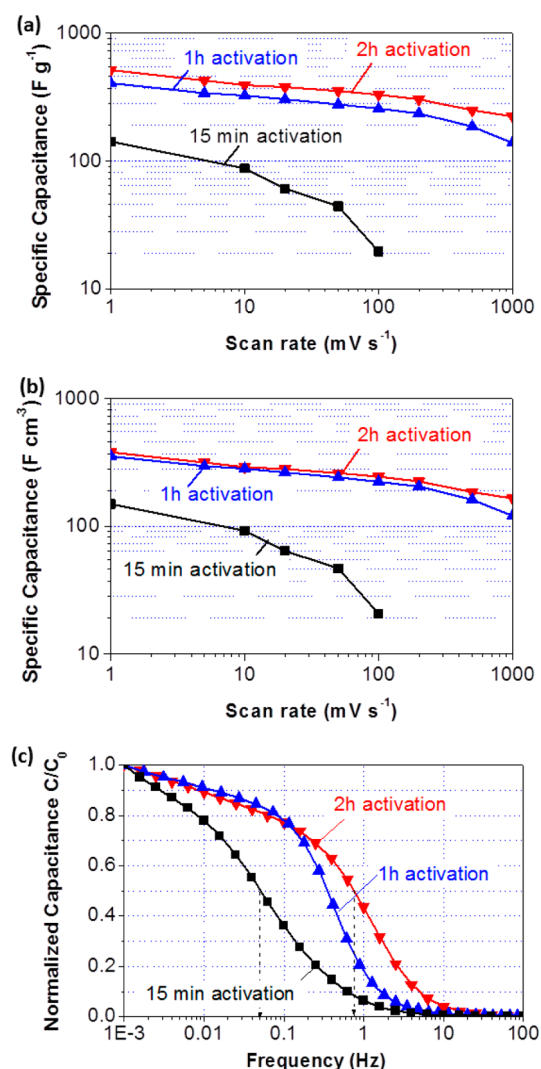 (a)
1000
100
10
Specific Capacitance (F g⁻¹)
1h activation
2h activation
15 min activation
1 10 100 1000
Scan rate (mV s⁻¹)
(b)
1000
100
10
Specific Capacitance (F cm⁻³)
2h activation
1h activation
15 min activation
1 10 100 1000
Scan rate (mV s⁻¹)
(c)
1.0
0.8
0.6
0.4
0.2
0.0
Normalized Capacitance C/C₀
2h activation
1h activation
15 min activation
1E-3 0.01 0.1 1 10 100
Frequency (Hz)